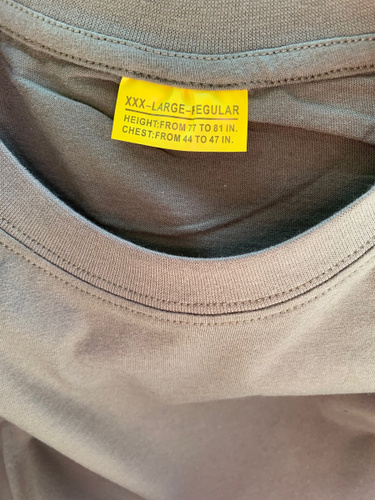 XXX-LARGE-REGULAR
HEIGHT:FROM 77 TO 81 IN.
CHEST:FROM 44 TO 47 IN.